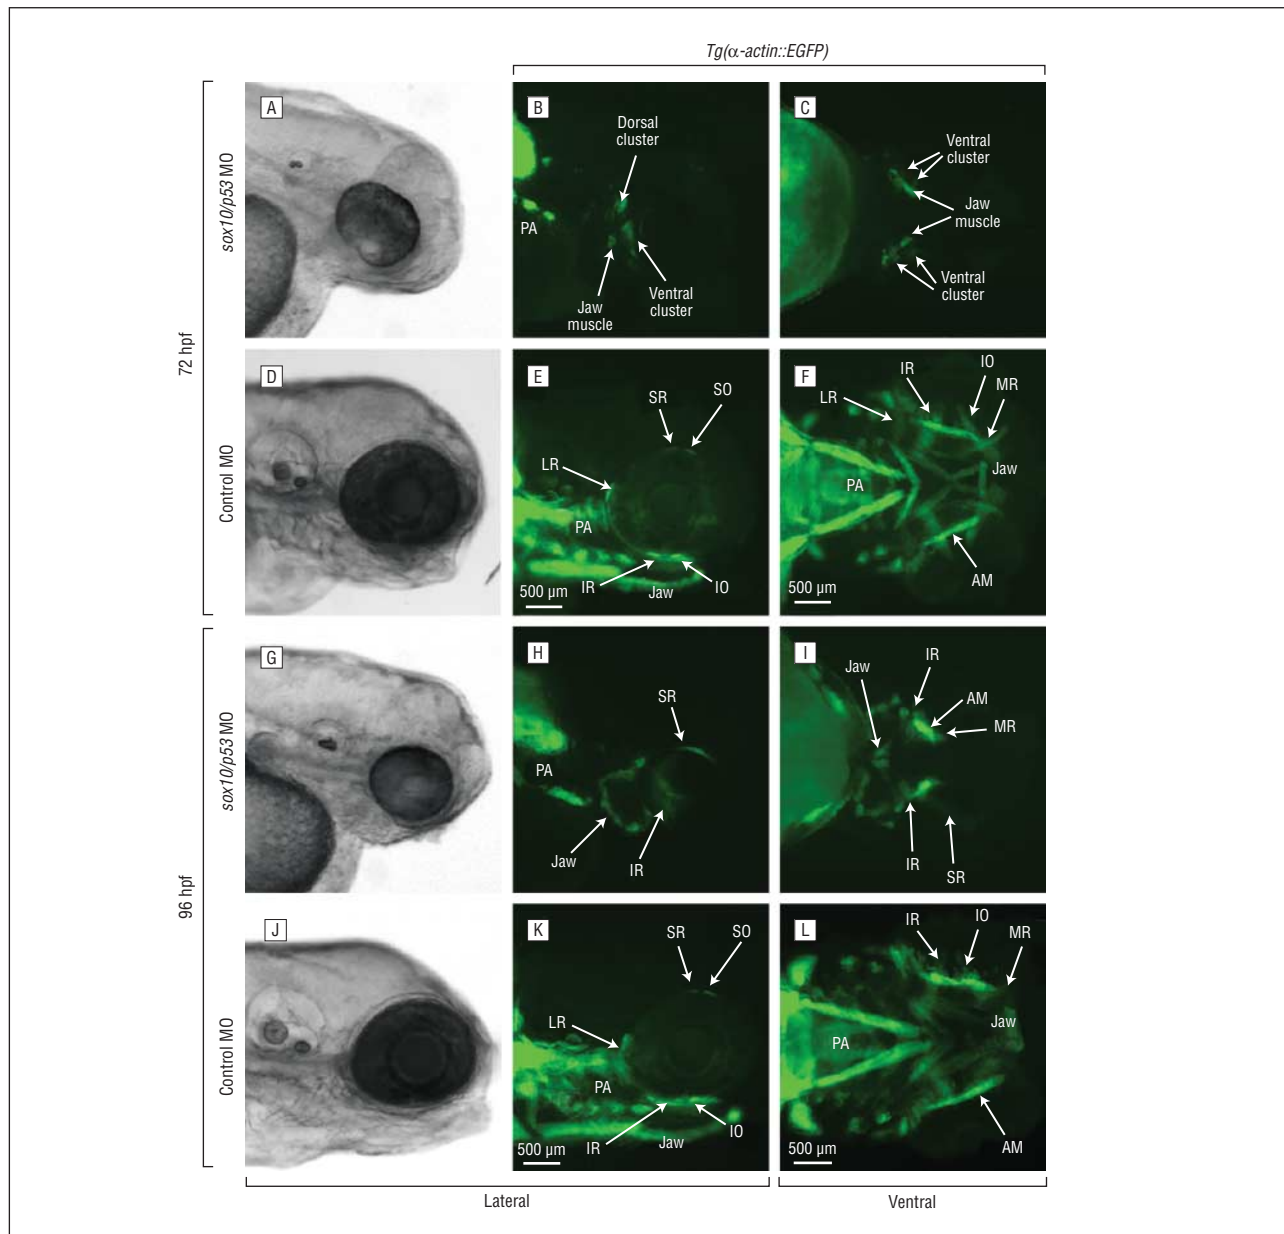 Tg(α-actin::EGFP)
72 hpf
sox10/p53 MO
A
B
Dorsal
cluster
PA
Jaw
muscle
Ventral
cluster
C
Ventral
cluster
Jaw
muscle
Ventral
cluster
Control MO
D
E
SR
SO
LR
PA
IR
Jaw
IO
500 μm
F
LR
IR
IO
MR
PA
Jaw
AM
500 μm
96 hpf
sox10/p53 MO
G
H
SR
PA
Jaw
IR
I
Jaw
IR
AM
MR
IR
SR
Control MO
J
K
SR
SO
LR
PA
IR
Jaw
IO
500 μm
L
IR
IO
MR
PA
Jaw
AM
500 μm
Lateral
Ventral